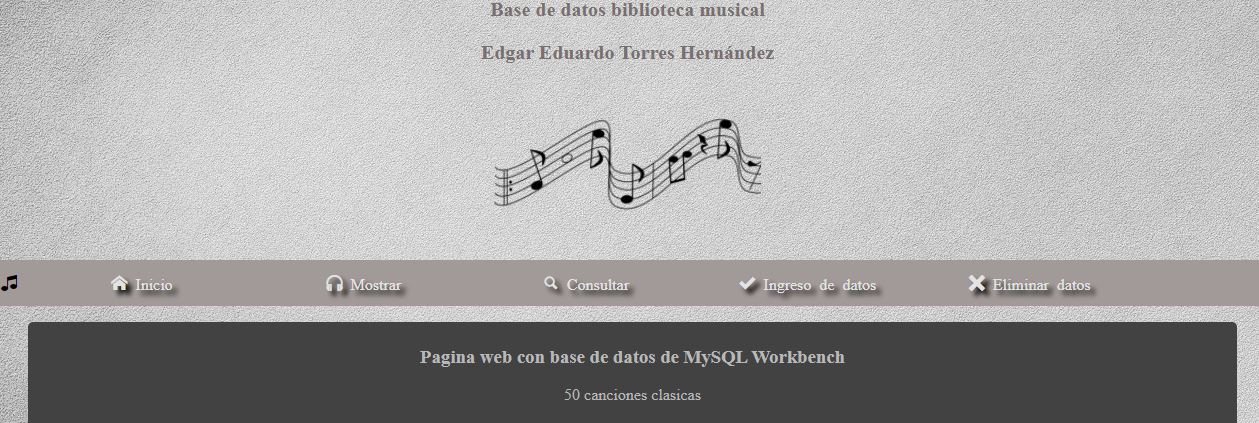 Base de datos biblioteca musical
Edgar Eduardo Torres Hernández
Inicio Mostrar Consultar Ingreso de datos Eliminar datos
Pagina web con base de datos de MySQL Workbench
50 canciones clasicas